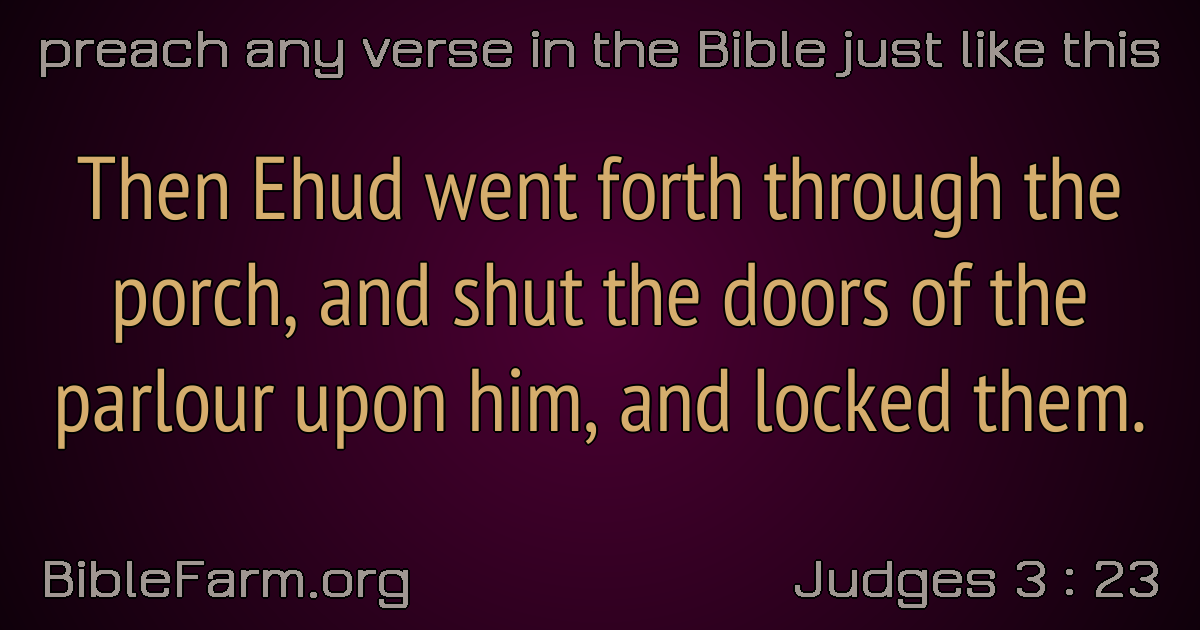 preach any verse in the Bible just like this
Then Ehud went forth through the
porch, and shut the doors of the
parlour upon him, and locked them.
BibleFarm.org
Judges 3 : 23